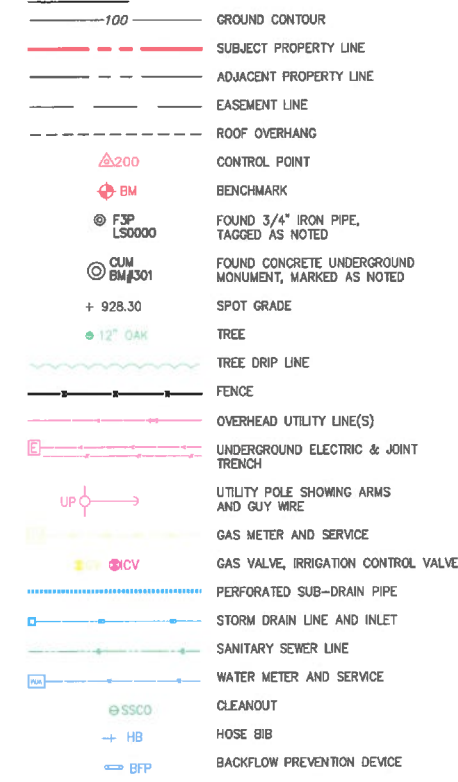 100 GROUND CONTOUR
SUBJECT PROPERTY LINE
ADJACENT PROPERTY LINE
EASEMENT LINE
ROOF OVERHANG
200 CONTROL POINT
BM BENCHMARK
F3P FOUND 3/4" IRON PIPE,
LS0000 TAGGED AS NOTED
CUM FOUND CONCRETE UNDERGROUND
BM#301 MONUMENT, MARKED AS NOTED
+ 928.30 SPOT GRADE
12" OAK TREE
TREE DRIP LINE
FENCE
OVERHEAD UTILITY LINE(S)
E UNDERGROUND ELECTRIC & JOINT
TRENCH
UP UTILITY POLE SHOWING ARMS
AND GUY WIRE
GAS METER AND SERVICE
ICV GAS VALVE, IRRIGATION CONTROL VALVE
PERFORATED SUB-DRAIN PIPE
STORM DRAIN LINE AND INLET
SANITARY SEWER LINE
WATER METER AND SERVICE
SSCO CLEANOUT
HB HOSE BIB
BFP BACKFLOW PREVENTION DEVICE